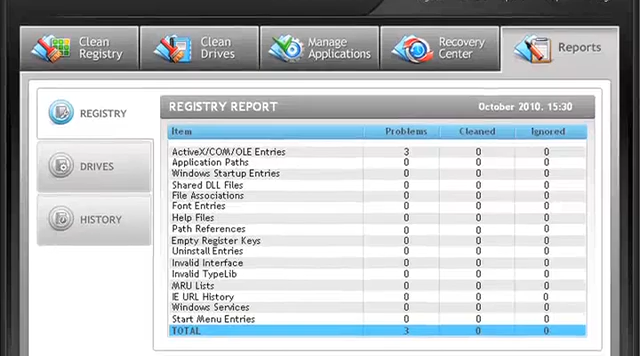 Clean Registry
Clean Drives
Manage Applications
Recovery Center
Reports
REGISTRY
DRIVES
HISTORY
REGISTRY REPORT October 2010. 15:30
Item Problems Cleaned Ignored
ActiveX/COM/OLE Entries 3 0 0
Application Paths 0 0 0
Windows Startup Entries 0 0 0
Shared DLL Files 0 0 0
File Associations 0 0 0
Font Entries 0 0 0
Help Files 0 0 0
Path References 0 0 0
Empty Register Keys 0 0 0
Uninstall Entries 0 0 0
Invalid Interface 0 0 0
Invalid TypeLib 0 0 0
MRU Lists 0 0 0
IE URL History 0 0 0
Windows Services 0 0 0
Start Menu Entries 0 0 0
TOTAL 3 0 0